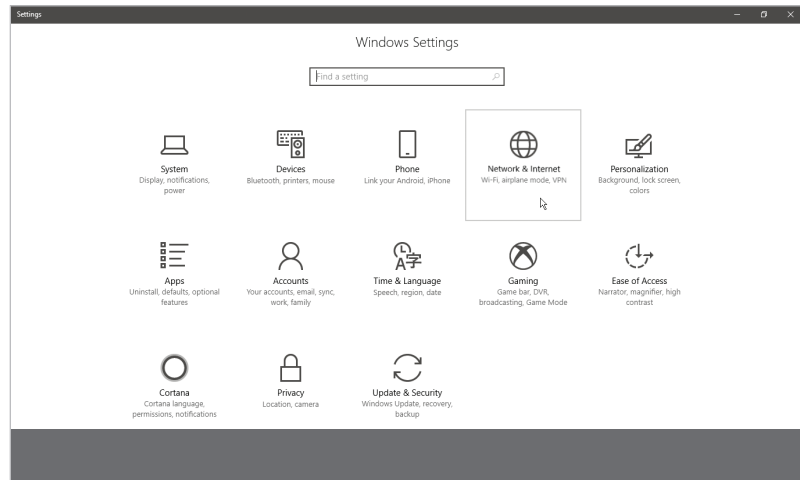 Settings
Windows Settings
Find a setting
System
Display, notifications,
power
Devices
Bluetooth, printers, mouse
Phone
Link your Android, iPhone
Network & Internet
Wi-Fi, airplane mode, VPN
Personalization
Background, lock screen,
colors
Apps
Uninstall, defaults, optional
features
Accounts
Your accounts, email, sync,
work, family
A字
Time & Language
Speech, region, date
Gaming
Game bar, DVR,
broadcasting, Game Mode
Ease of Access
Narrator, magnifier, high
contrast
Cortana
Cortana language,
permissions, notifications
Privacy
Location, camera
Update & Security
Windows Update, recovery,
backup